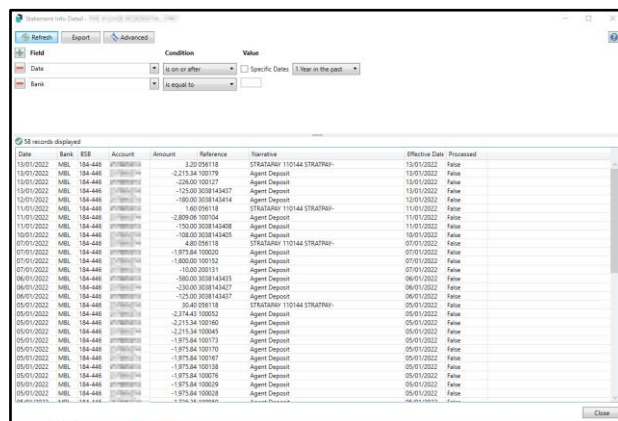 Statement Info Detail -
Refresh Export Advanced
Field Condition Value
Date is on or after Specific Dates 1 Year in the past
Bank is equal to
58 records displayed
Date Bank BSB Account Amount Reference Narrative Effective Date Processed
13/01/2022 MBL 184-446 3.20 056118 STRATAPAY 110144 STRATPAY- 13/01/2022 False
13/01/2022 MBL 184-446 -2,215.34 100179 Agent Deposit 13/01/2022 False
13/01/2022 MBL 184-446 -226.00 100127 Agent Deposit 13/01/2022 False
13/01/2022 MBL 184-446 -125.00 3038143437 Agent Deposit 13/01/2022 False
12/01/2022 MBL 184-446 -180.00 3038143414 Agent Deposit 12/01/2022 False
11/01/2022 MBL 184-446 1.60 056118 STRATAPAY 110144 STRATPAY- 11/01/2022 False
11/01/2022 MBL 184-446 -2,809.06 100104 Agent Deposit 11/01/2022 False
11/01/2022 MBL 184-446 -150.00 3038143408 Agent Deposit 11/01/2022 False
10/01/2022 MBL 184-446 -108.00 3038143405 Agent Deposit 10/01/2022 False
07/01/2022 MBL 184-446 4.80 056118 STRATAPAY 110144 STRATPAY- 07/01/2022 False
07/01/2022 MBL 184-446 -1,975.84 100020 Agent Deposit 07/01/2022 False
07/01/2022 MBL 184-446 -1,800.00 100152 Agent Deposit 07/01/2022 False
07/01/2022 MBL 184-446 -10.00 200131 Agent Deposit 07/01/2022 False
06/01/2022 MBL 184-446 -380.00 3038143435 Agent Deposit 06/01/2022 False
06/01/2022 MBL 184-446 -230.00 3038143427 Agent Deposit 06/01/2022 False
06/01/2022 MBL 184-446 -125.00 3038143437 Agent Deposit 06/01/2022 False
05/01/2022 MBL 184-446 30.40 056118 STRATAPAY 110144 STRATPAY- 05/01/2022 False
05/01/2022 MBL 184-446 -2,374.43 100052 Agent Deposit 05/01/2022 False
05/01/2022 MBL 184-446 -2,215.34 100160 Agent Deposit 05/01/2022 False
05/01/2022 MBL 184-446 -2,215.34 100045 Agent Deposit 05/01/2022 False
05/01/2022 MBL 184-446 -1,975.84 100173 Agent Deposit 05/01/2022 False
05/01/2022 MBL 184-446 -1,975.84 100170 Agent Deposit 05/01/2022 False
05/01/2022 MBL 184-446 -1,975.84 100167 Agent Deposit 05/01/2022 False
05/01/2022 MBL 184-446 -1,975.84 100138 Agent Deposit 05/01/2022 False
05/01/2022 MBL 184-446 -1,975.84 100076 Agent Deposit 05/01/2022 False
05/01/2022 MBL 184-446 -1,975.84 100029 Agent Deposit 05/01/2022 False
05/01/2022 MBL 184-446 -1,975.84 100028 Agent Deposit 05/01/2022 False
05/01/2022 MBL 184-446 Agent Deposit 05/01/2022 False
Close